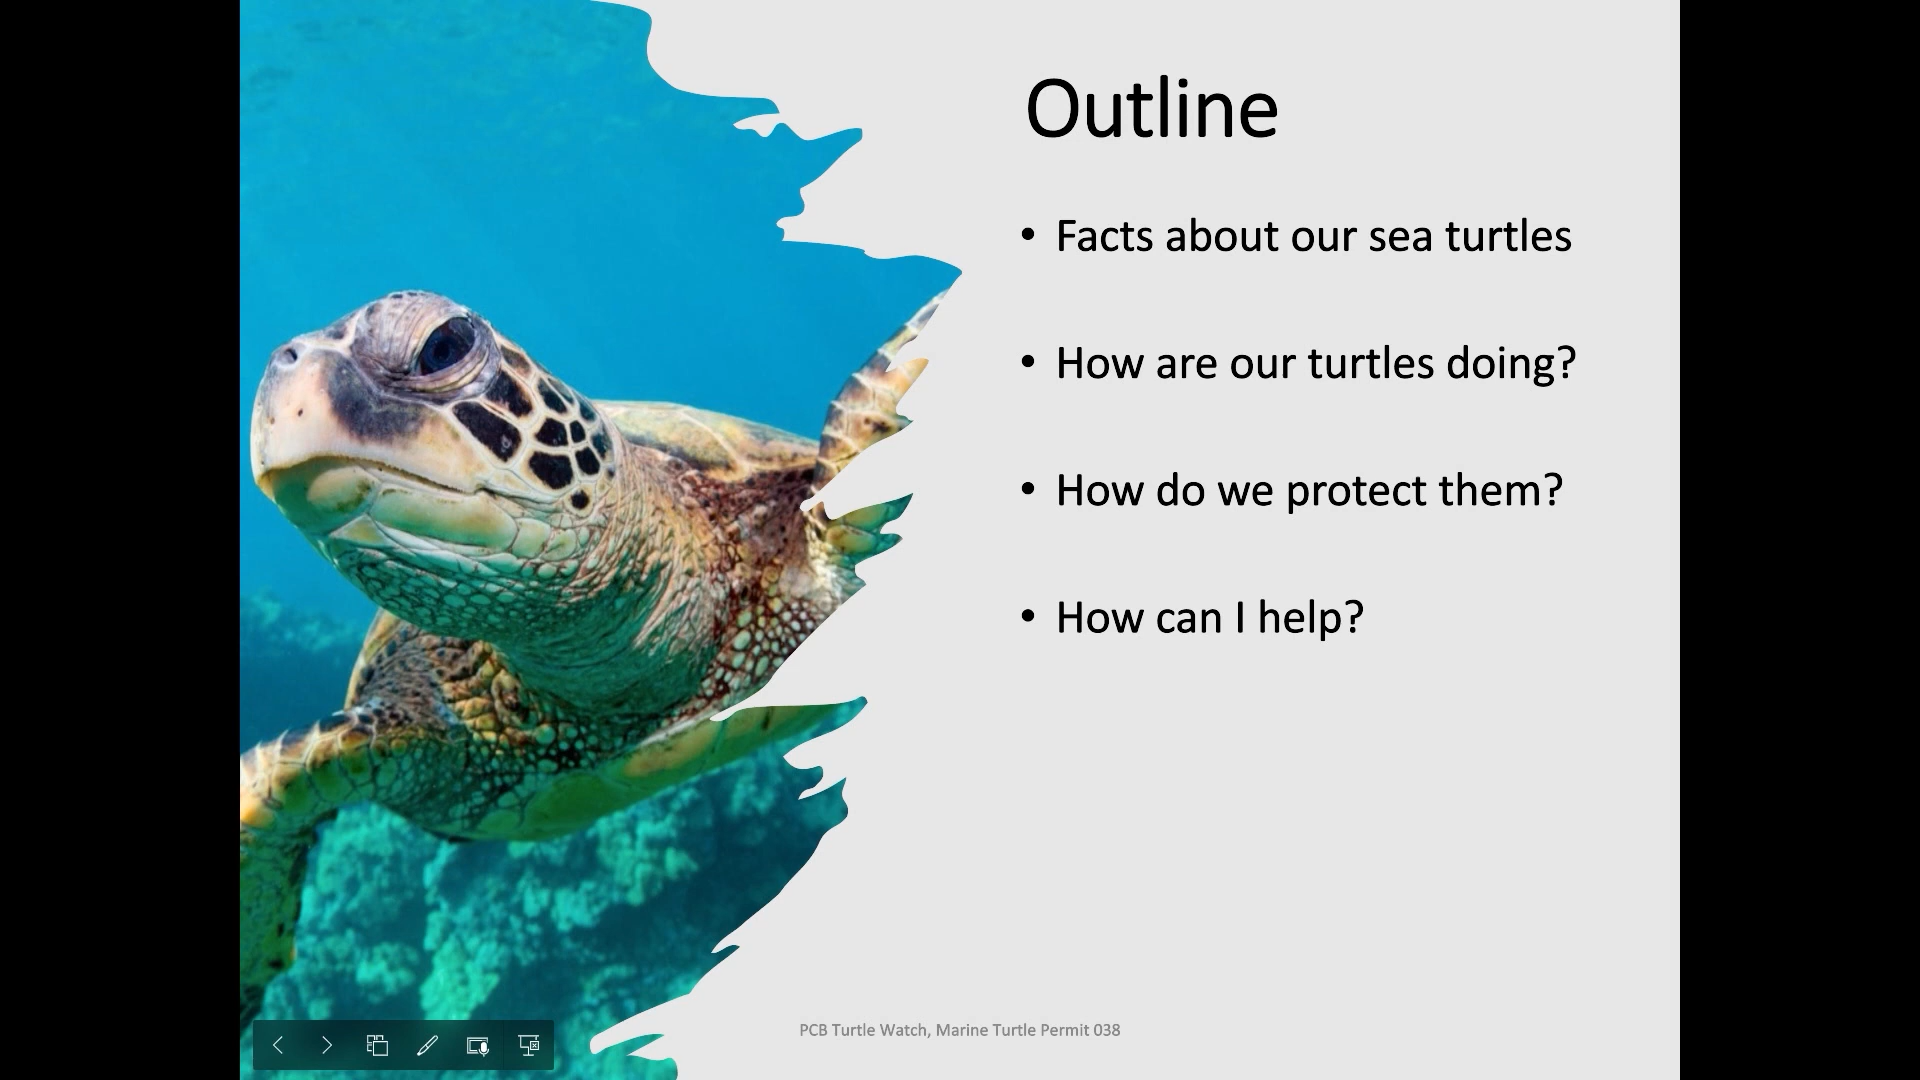 Outline
• Facts about our sea turtles
• How are our turtles doing?
• How do we protect them?
• How can I help?
PCB Turtle Watch, Marine Turtle Permit 038